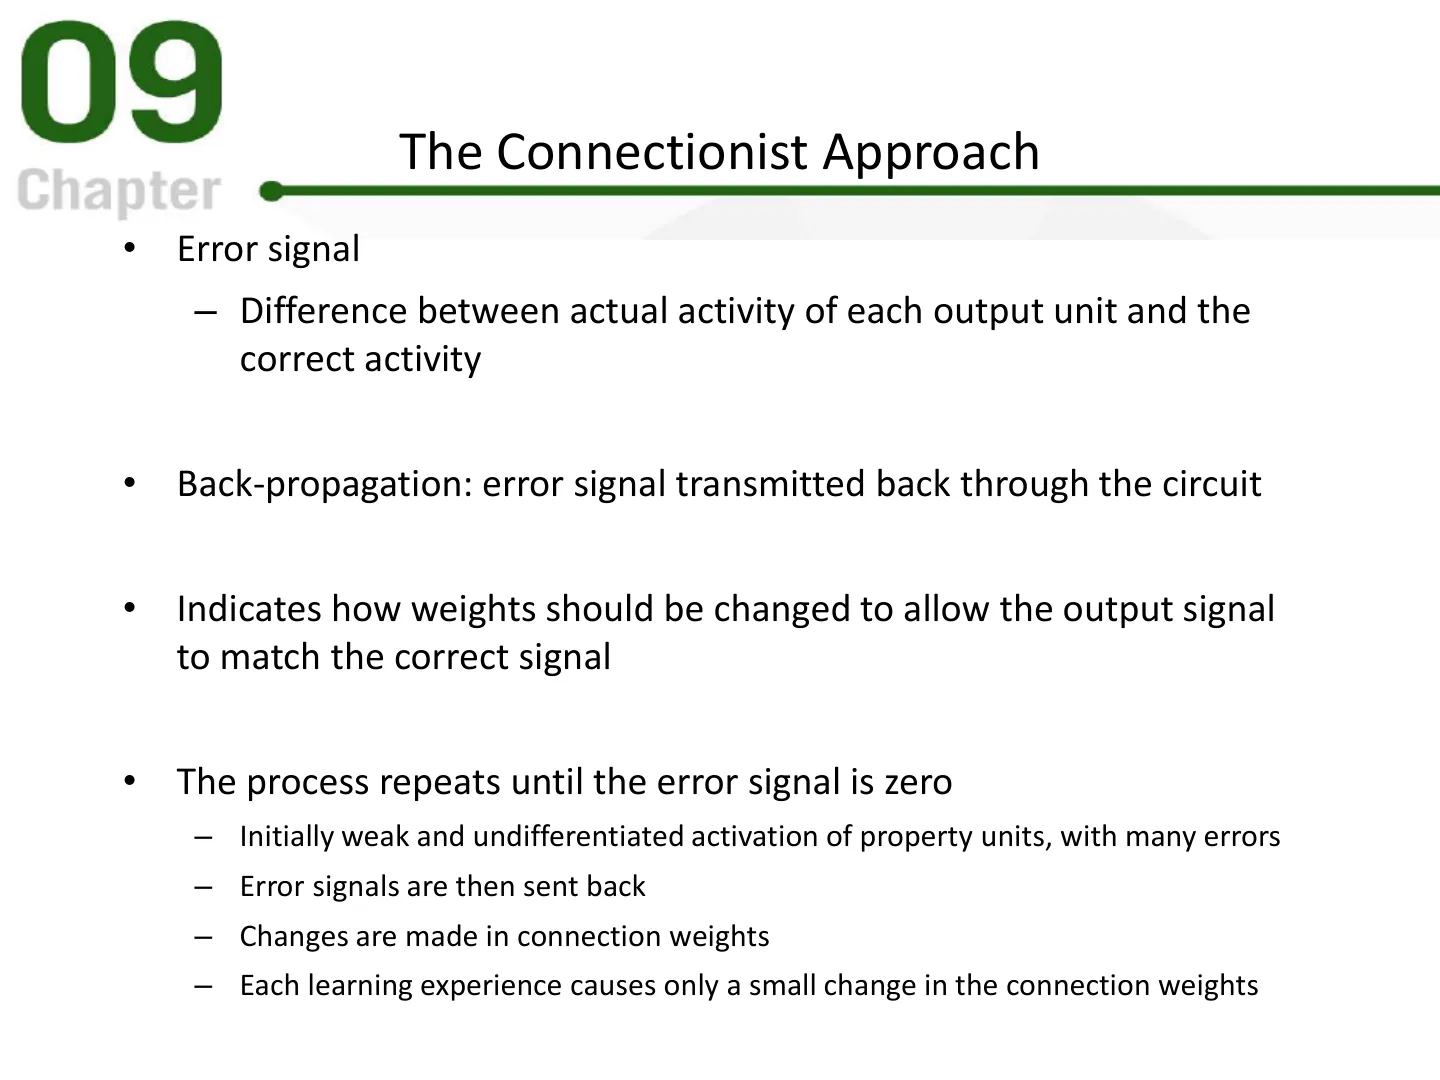 09
Chapter
The Connectionist Approach
• Error signal
– Difference between actual activity of each output unit and the
correct activity
• Back-propagation: error signal transmitted back through the circuit
• Indicates how weights should be changed to allow the output signal
to match the correct signal
• The process repeats until the error signal is zero
– Initially weak and undifferentiated activation of property units, with many errors
– Error signals are then sent back
– Changes are made in connection weights
– Each learning experience causes only a small change in the connection weights